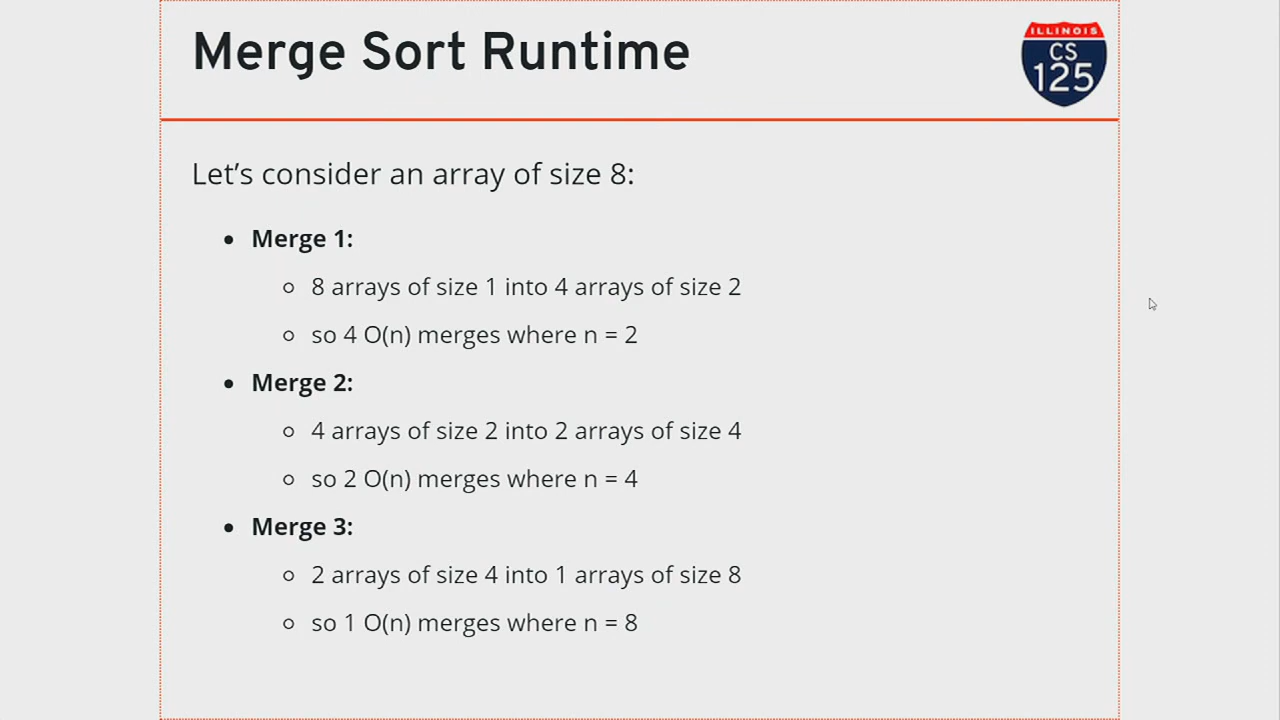 Merge Sort Runtime
ILLINOIS
CS
125
Let's consider an array of size 8:
Merge 1:
8 arrays of size 1 into 4 arrays of size 2
so 4 O(n) merges where n = 2
Merge 2:
4 arrays of size 2 into 2 arrays of size 4
so 2 O(n) merges where n = 4
Merge 3:
2 arrays of size 4 into 1 arrays of size 8
so 1 O(n) merges where n = 8